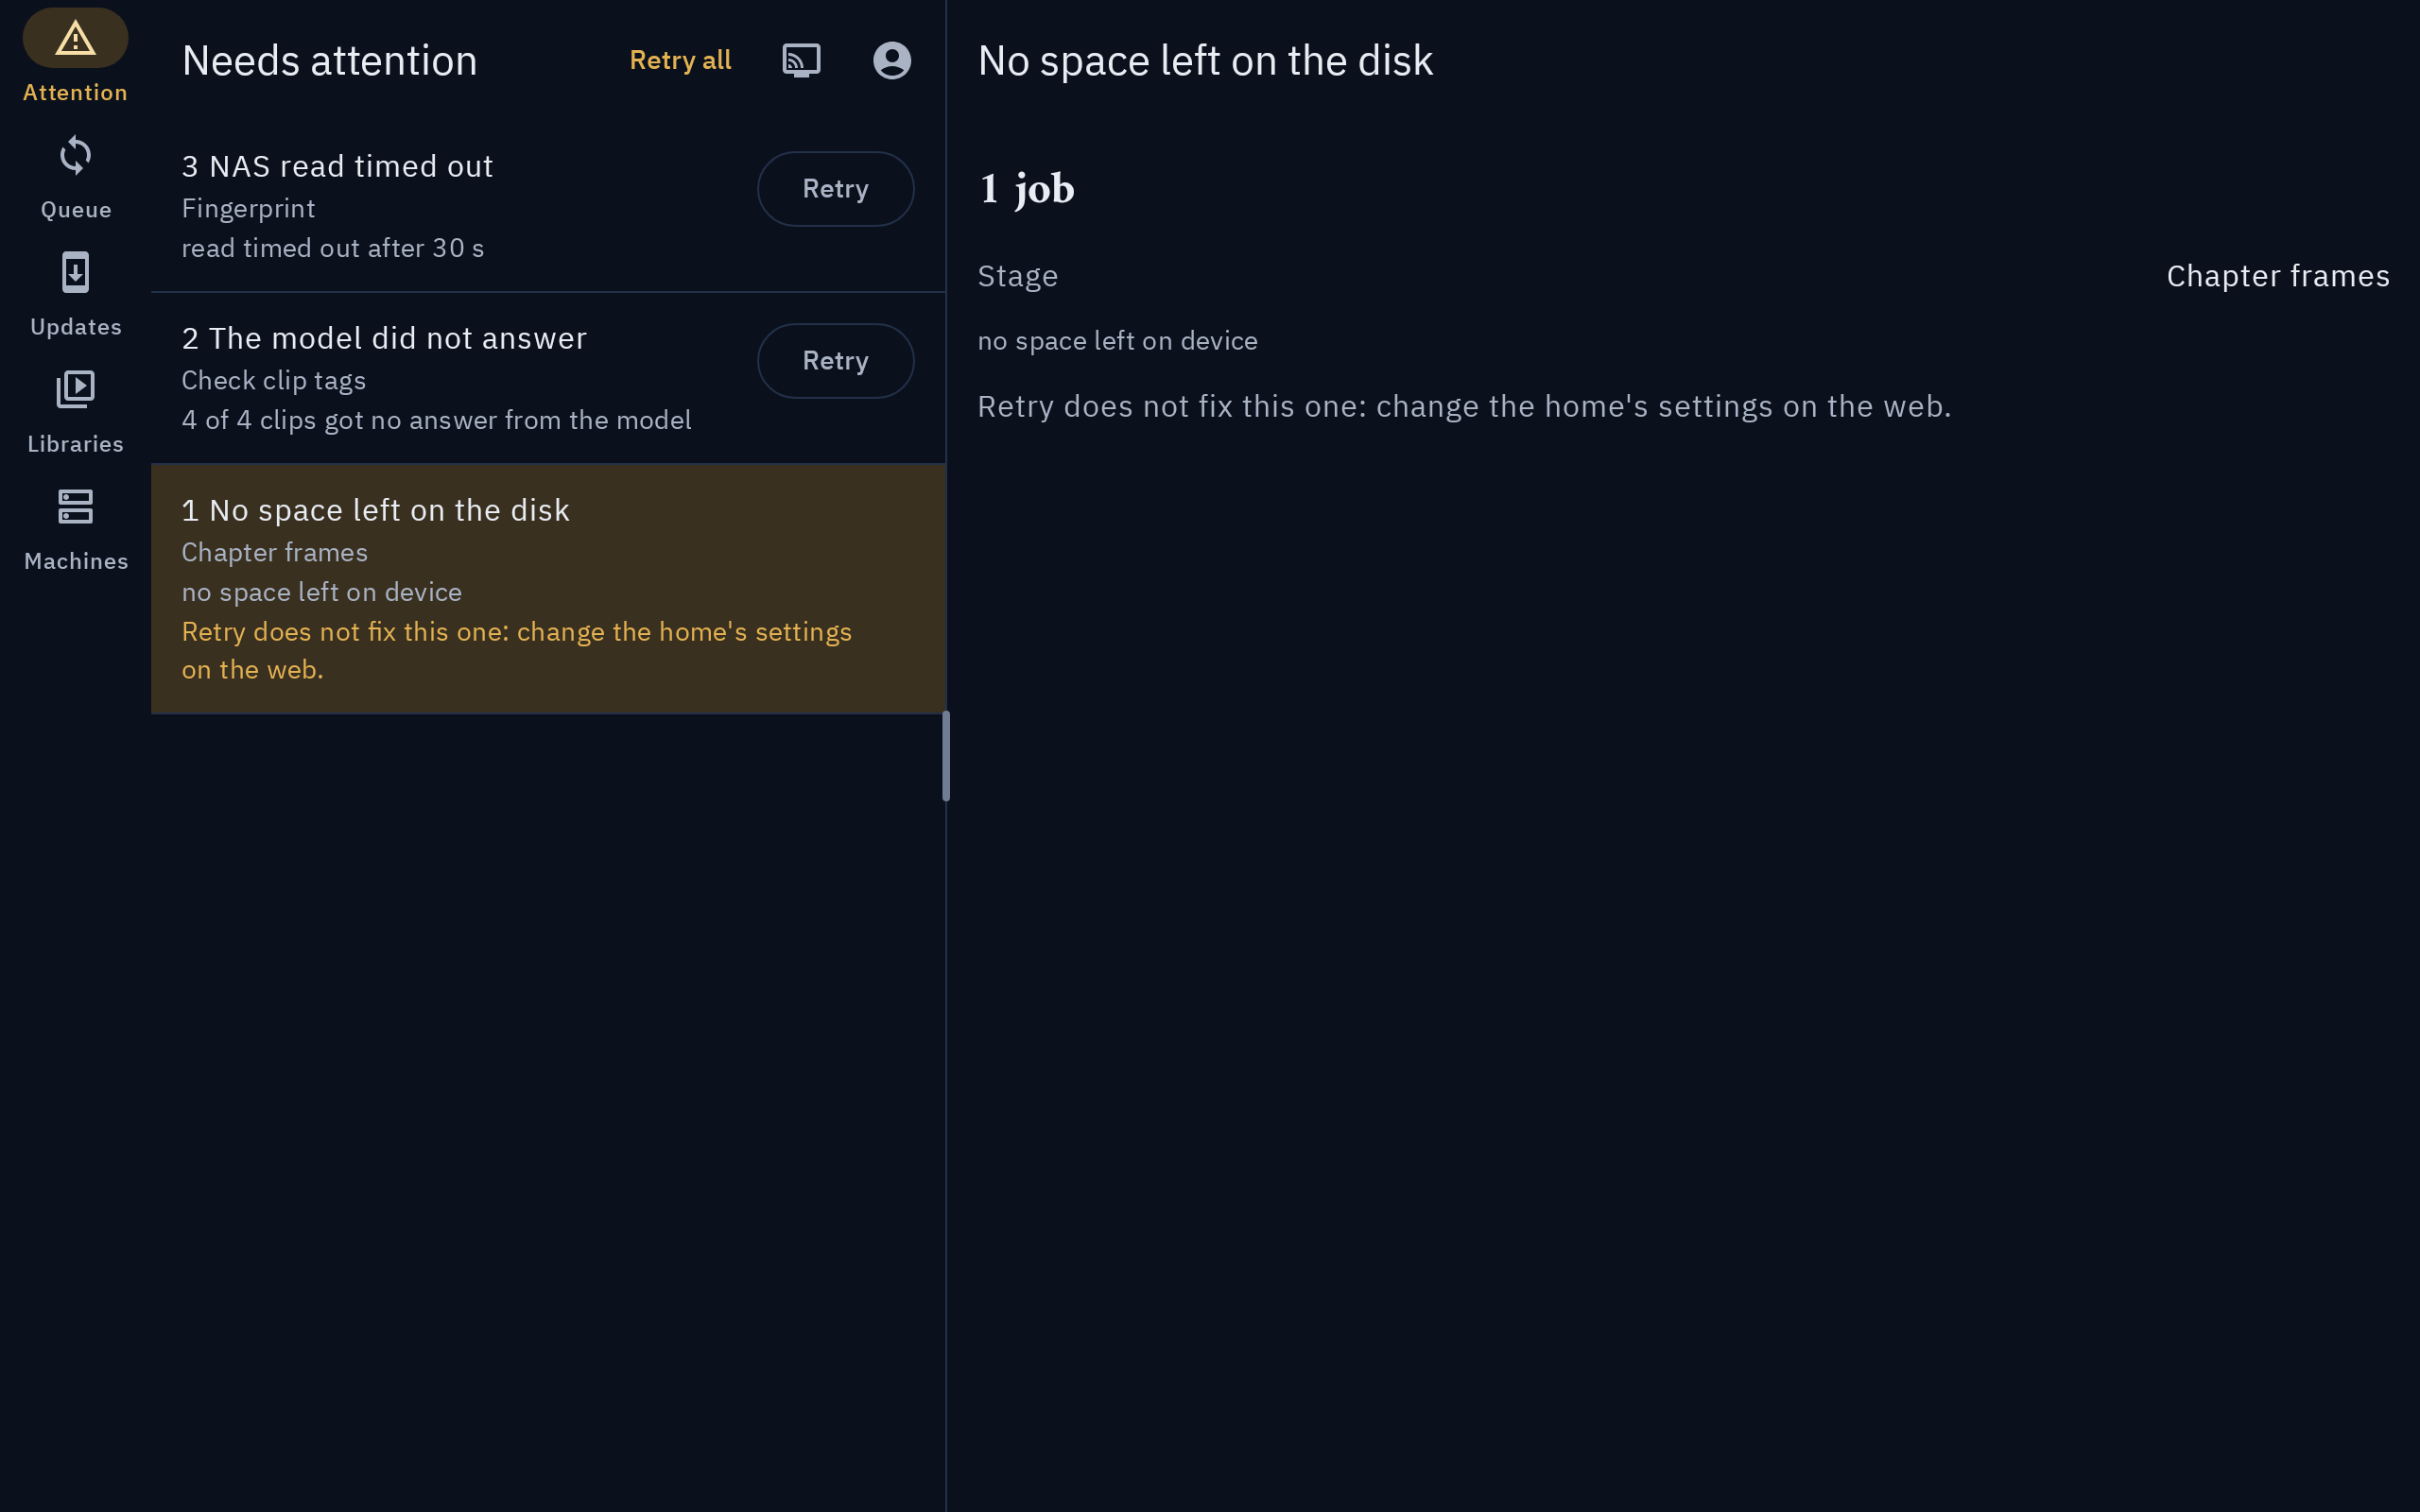 Attention
Queue
Updates
Libraries
Machines
Needs attention
Retry all
3 NAS read timed out
Fingerprint
read timed out after 30 s
Retry
2 The model did not answer
Check clip tags
4 of 4 clips got no answer from the model
Retry
1 No space left on the disk
Chapter frames
no space left on device
Retry does not fix this one: change the home's settings
on the web.
No space left on the disk
1 job
Stage
Chapter frames
no space left on device
Retry does not fix this one: change the home's settings on the web.